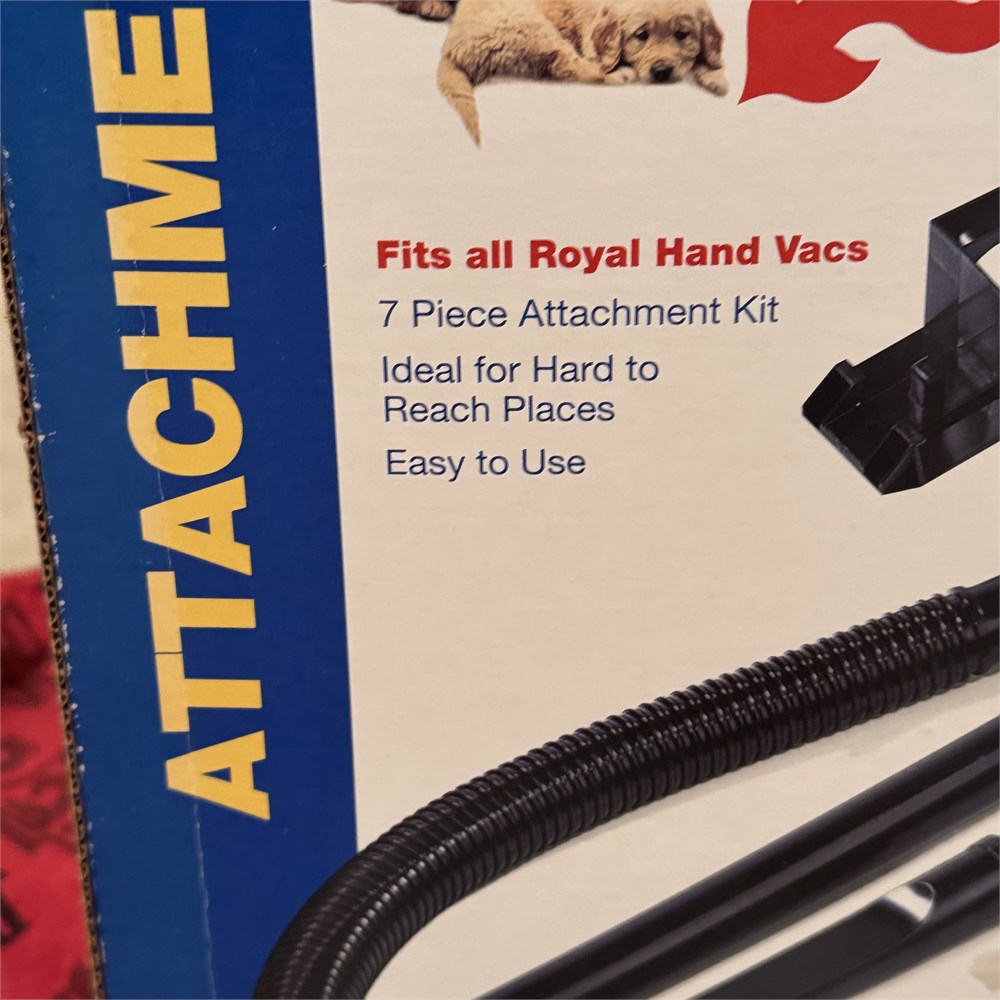 ATTACHME
Fits all Royal Hand Vacs
7 Piece Attachment Kit
Ideal for Hard to
Reach Places
Easy to Use